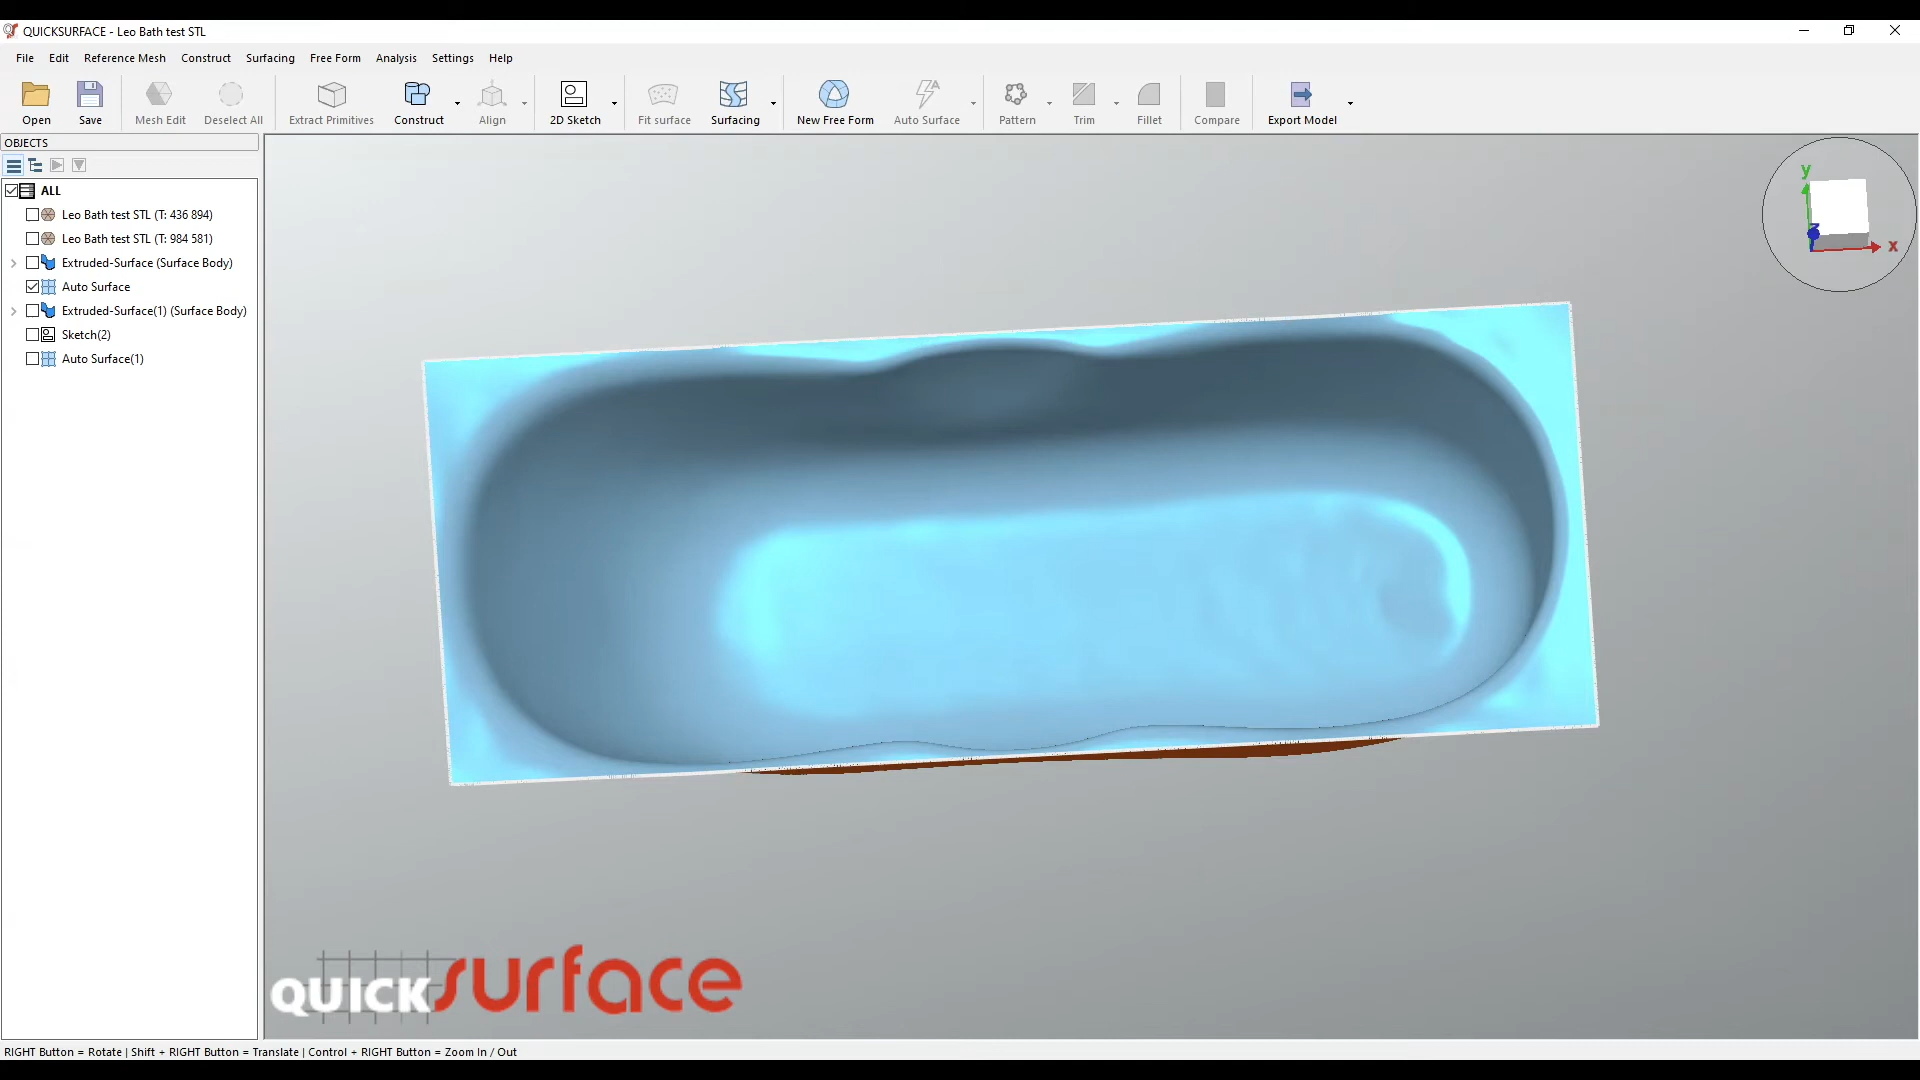 QUICKSURFACE - Leo Bath test STL
File Edit Reference Mesh Construct Surfacing Free Form Analysis Settings Help
Open Save Mesh Edit Deselect All Extract Primitives Construct Align 2D Sketch Fit surface Surfacing New Free Form Auto Surface Pattern Trim Fillet Compare Export Model
OBJECTS
ALL
Leo Bath test STL (T: 436 894)
Leo Bath test STL (T: 984 581)
Extruded-Surface (Surface Body)
Auto Surface
Extruded-Surface(1) (Surface Body)
Sketch(2)
Auto Surface(1)
y
z
x
QUICKsurface
RIGHT Button = Rotate | Shift + RIGHT Button = Translate | Control + RIGHT Button = Zoom In / Out